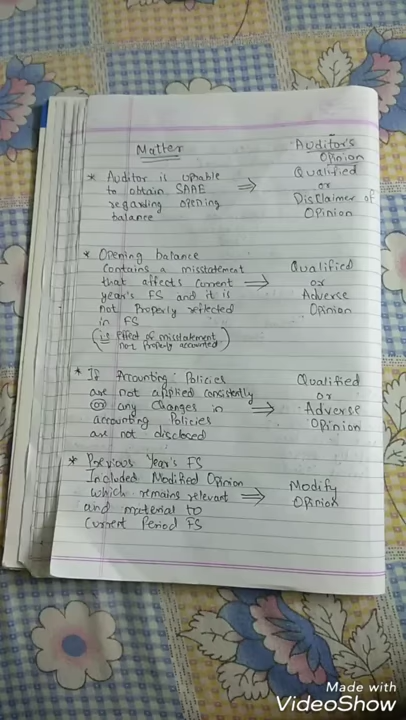 Matter
Auditor's
Opinion
* Auditor is unable
to obtain SAAE
regarding opening
balance
⇒
Qualified
or
Disclaimer of
Opinion
* Opening balance
contains a misstatement
that affects current
year's FS and it is
not Properly reflected
in FS
(ie effect of misstatement
not properly accounted)
⇒
Qualified
or
Adverse
Opinion
* If Accounting Policies
are not applied consistently
or any changes in
accounting Policies
are not disclosed
⇒
Qualified
or
Adverse
Opinion
* Previous Year's FS
Included Modified Opinion
which remains relevant
and material to
Current Period FS
⇒
Modify
Opinion
Made with
VideoShow